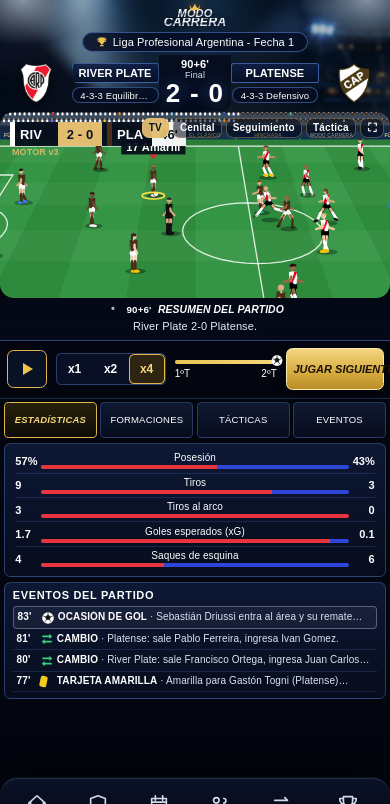 MODO
CARRERA
Liga Profesional Argentina - Fecha 1
RIVER PLATE
90+6'
Final
PLATENSE
4-3-3 Equilibr...
2 - 0
4-3-3 Defensivo
CAP
RIV
2 - 0
PLA
TV
Cenital
Seguimiento
Táctica
MOTOR v3
90+6' RESUMEN DEL PARTIDO
River Plate 2-0 Platense.
x1
x2
x4
1ºT
2ºT
JUGAR SIGUIENT
ESTADÍSTICAS
FORMACIONES
TÁCTICAS
EVENTOS
57%
Posesión
43%
9
Tiros
3
3
Tiros al arco
0
1.7
Goles esperados (xG)
0.1
4
Saques de esquina
6
EVENTOS DEL PARTIDO
83' OCASIÓN DE GOL · Sebastián Driussi entra al área y su remate...
81' CAMBIO · Platense: sale Pablo Ferreira, ingresa Ivan Gomez.
80' CAMBIO · River Plate: sale Francisco Ortega, ingresa Juan Carlos...
77' TARJETA AMARILLA · Amarilla para Gastón Togni (Platense)...